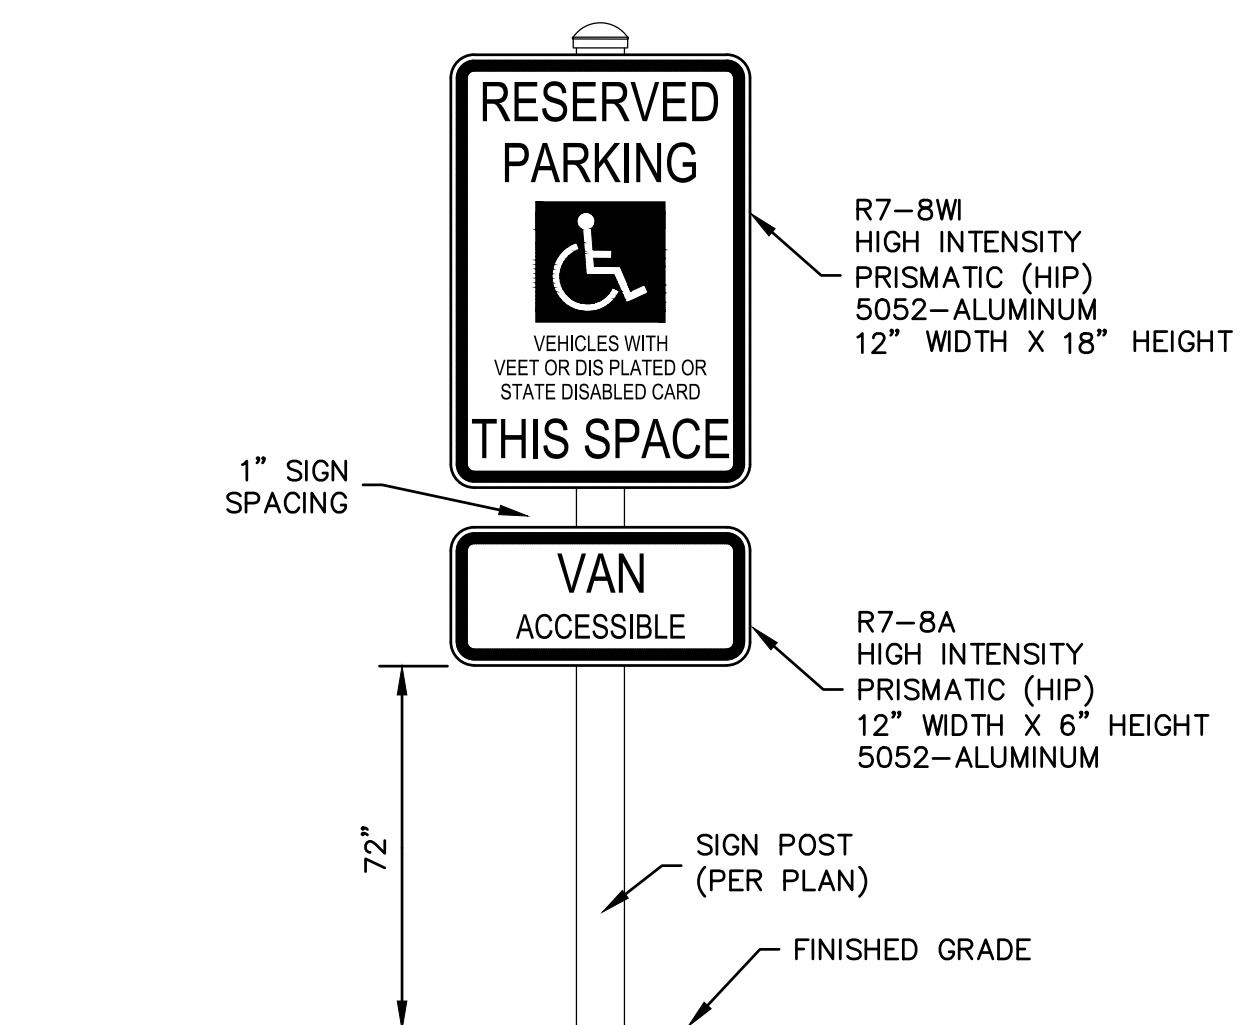 RESERVED
PARKING
VEHICLES WITH
VEET OR DIS PLATED OR
STATE DISABLED CARD
THIS SPACE
R7-8WI
HIGH INTENSITY
PRISMATIC (HIP)
5052-ALUMINUM
12" WIDTH X 18" HEIGHT
1" SIGN
SPACING
VAN
ACCESSIBLE
R7-8A
HIGH INTENSITY
PRISMATIC (HIP)
12" WIDTH X 6" HEIGHT
5052-ALUMINUM
72"
SIGN POST
(PER PLAN)
FINISHED GRADE